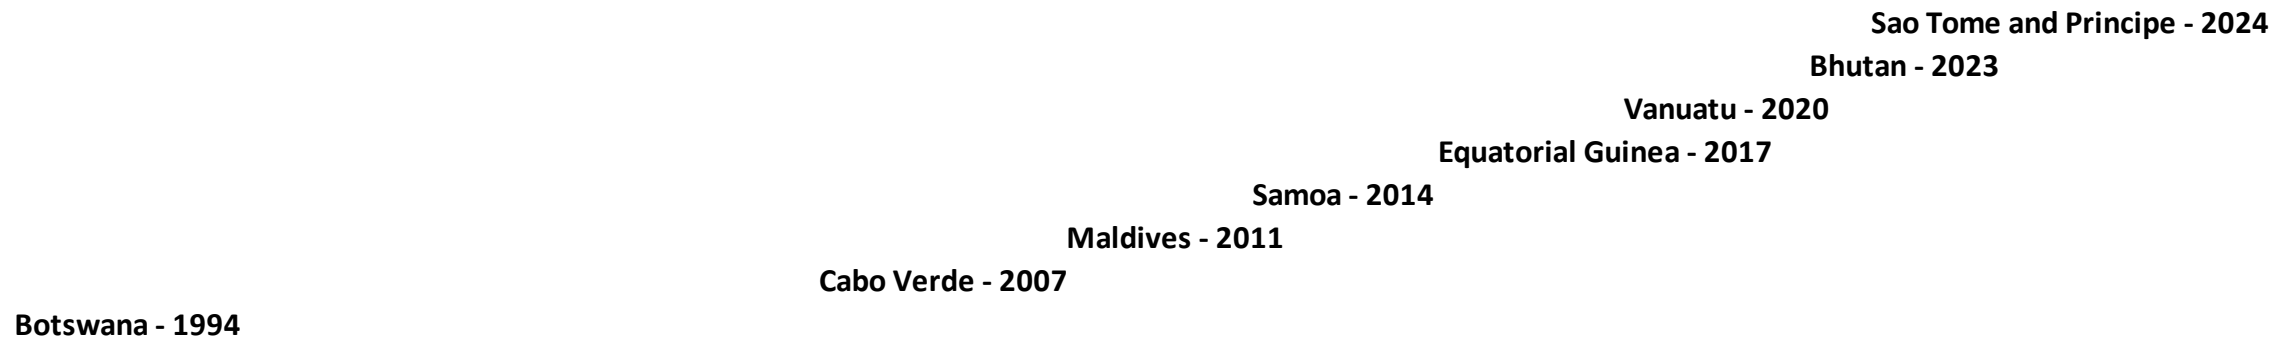 Sao Tome and Principe - 2024
Bhutan - 2023
Vanuatu - 2020
Equatorial Guinea - 2017
Samoa - 2014
Maldives - 2011
Cabo Verde - 2007
Botswana - 1994